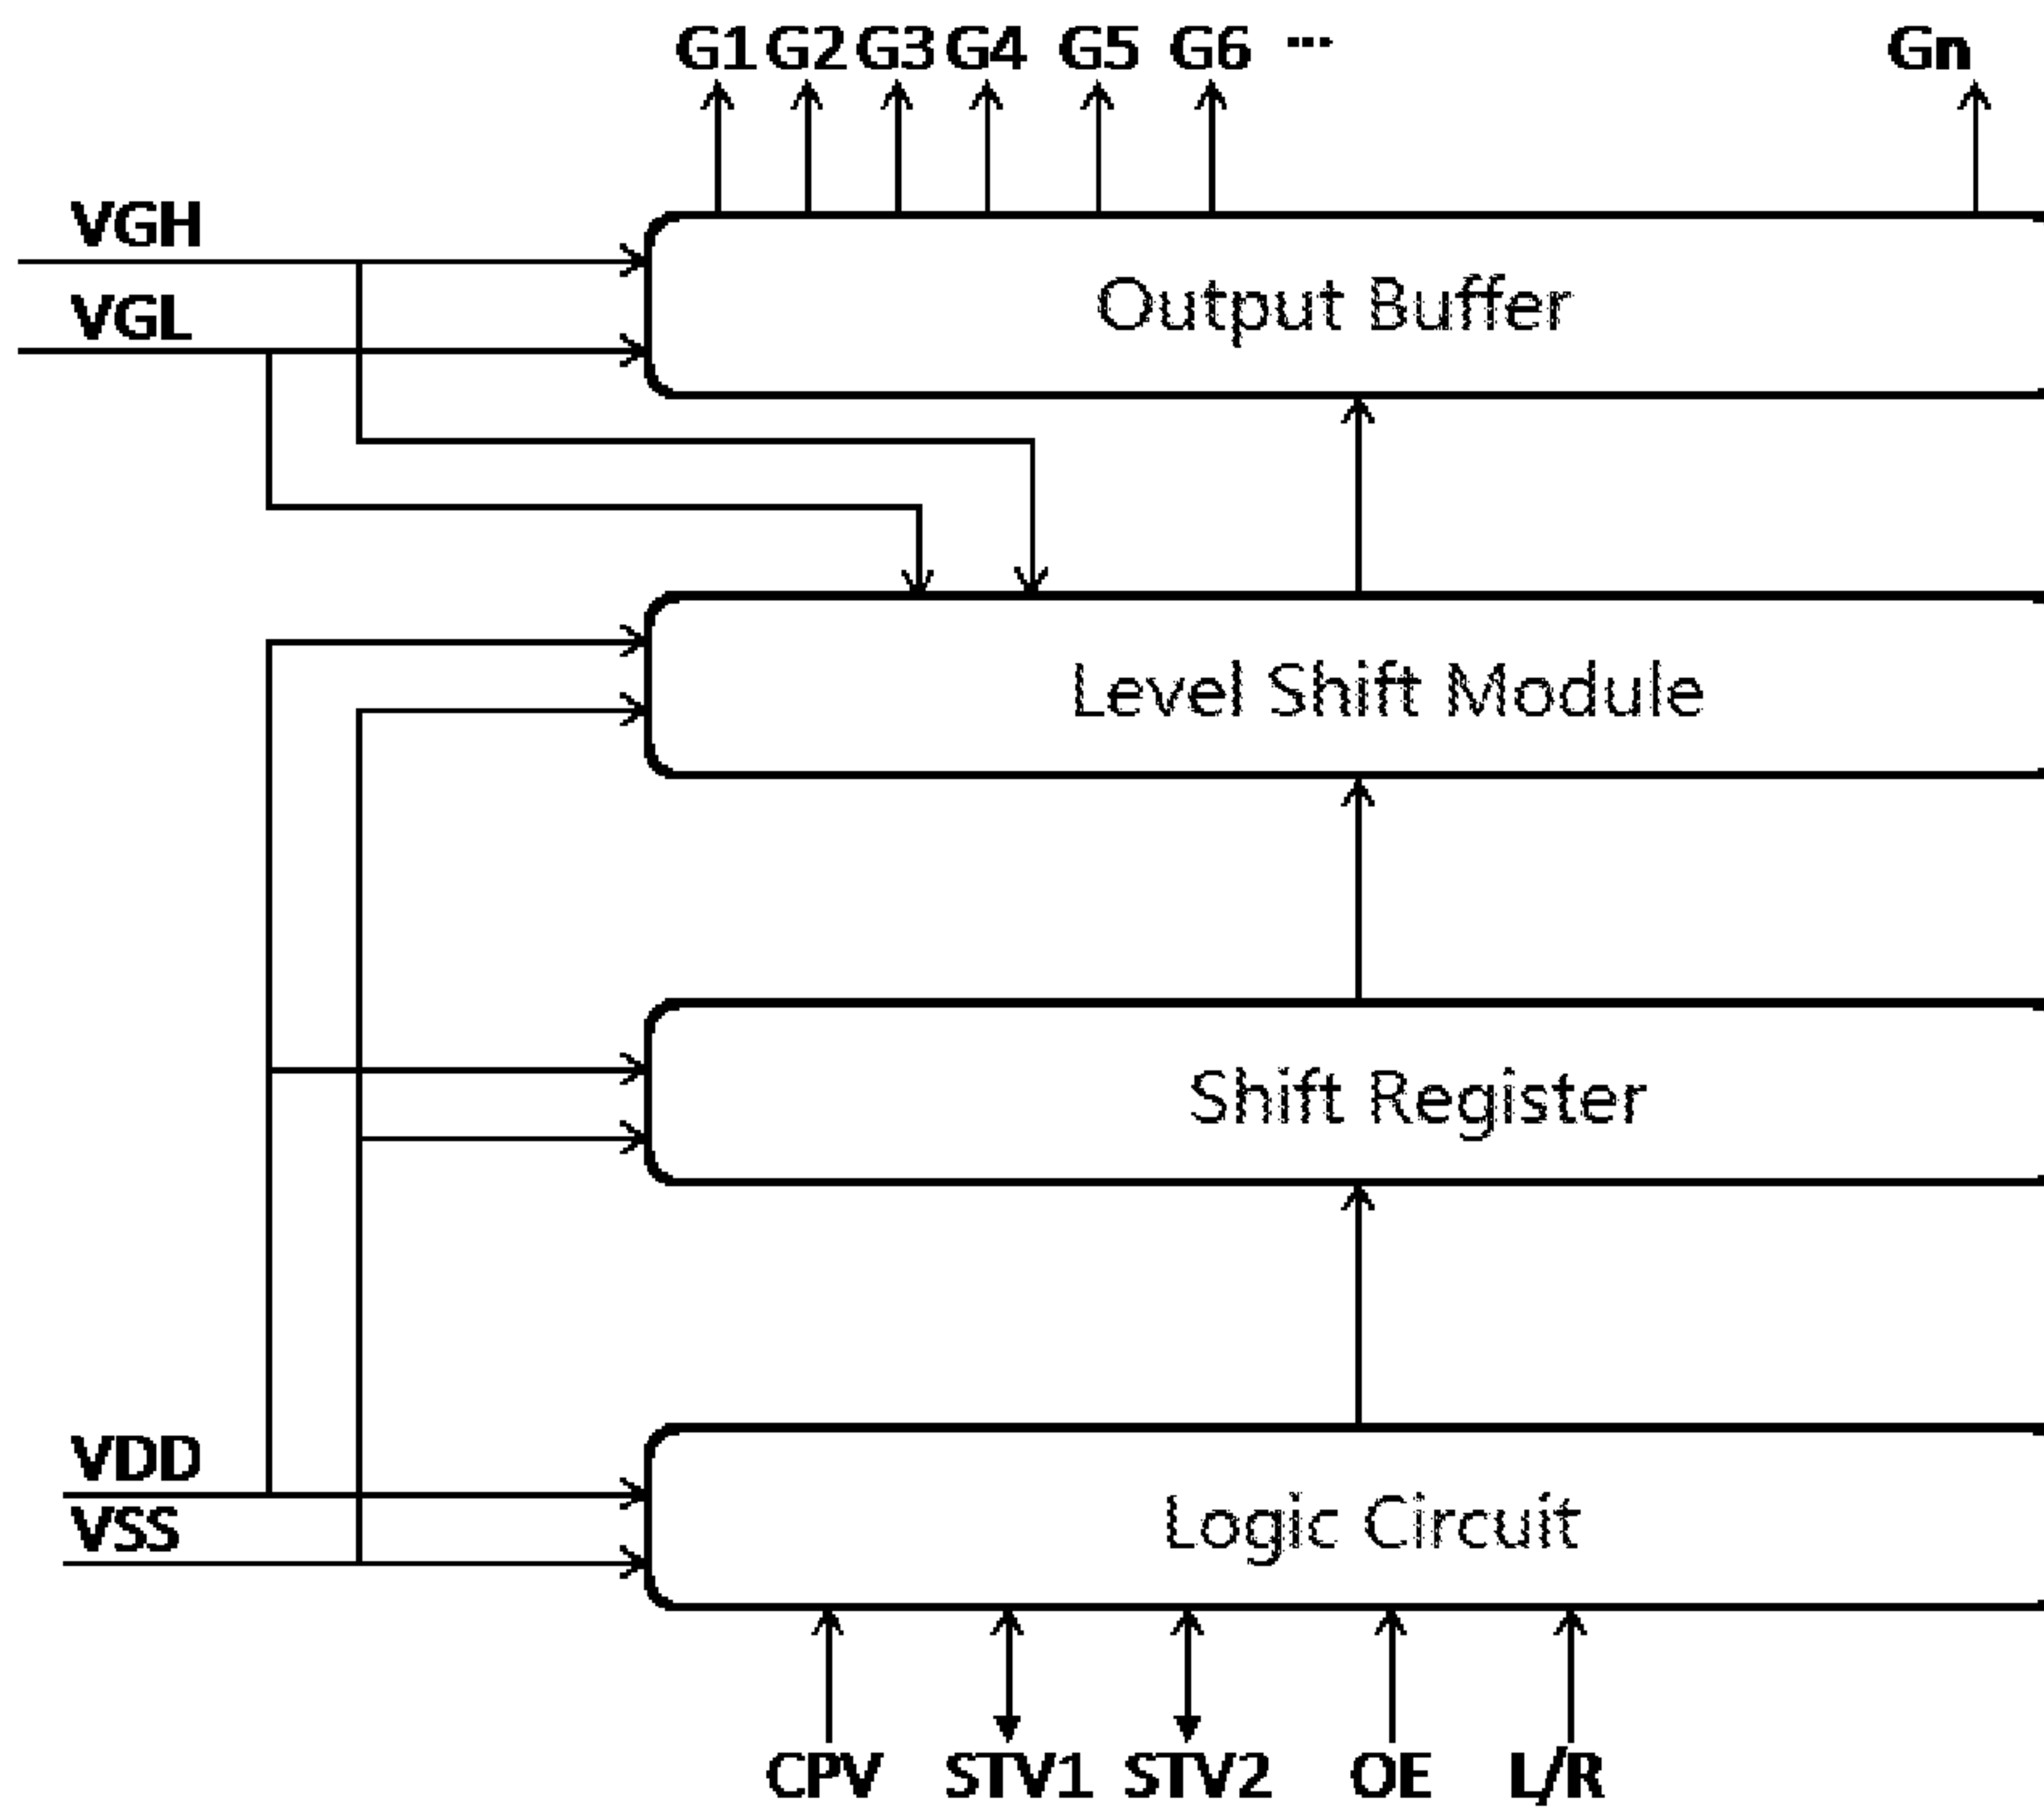 G1 G2 G3 G4 G5 G6 ... Gn
VGH
VGL
Output Buffer
Level Shift Module
Shift Register
VDD
VSS
Logic Circuit
CPV STV1 STV2 OE L/R